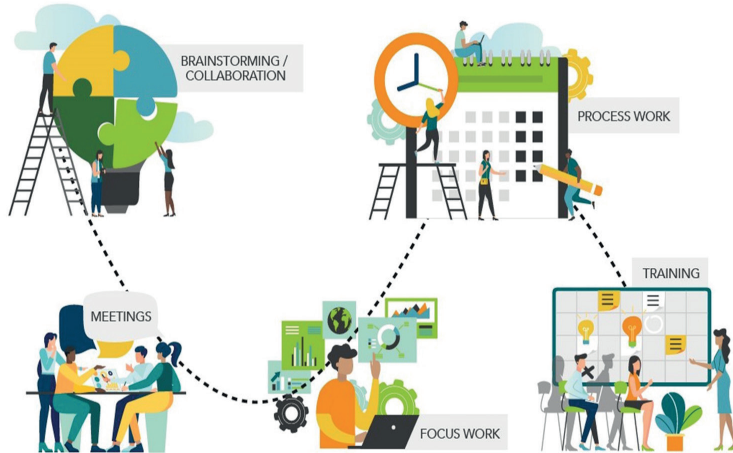 BRAINSTORMING /
COLLABORATION
PROCESS WORK
MEETINGS
FOCUS WORK
TRAINING